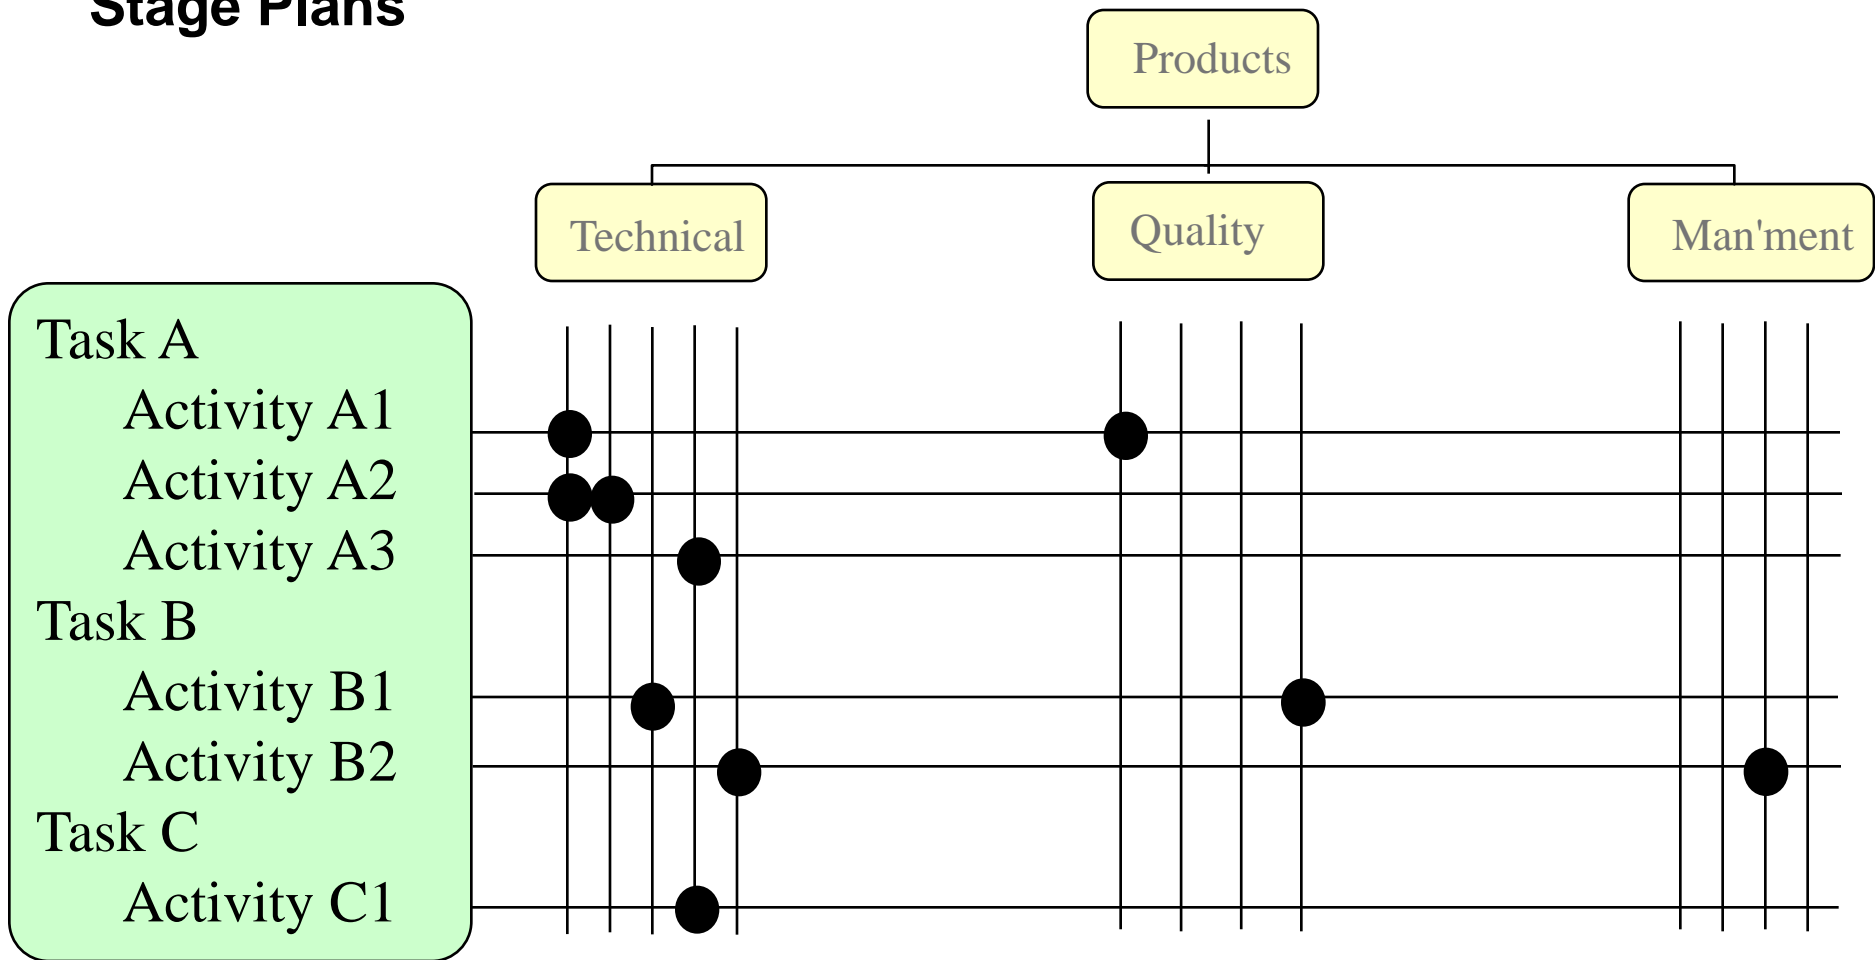 Stage Plans
Products
Technical
Quality
Man'ment
Task A
Activity A1
Activity A2
Activity A3
Task B
Activity B1
Activity B2
Task C
Activity C1